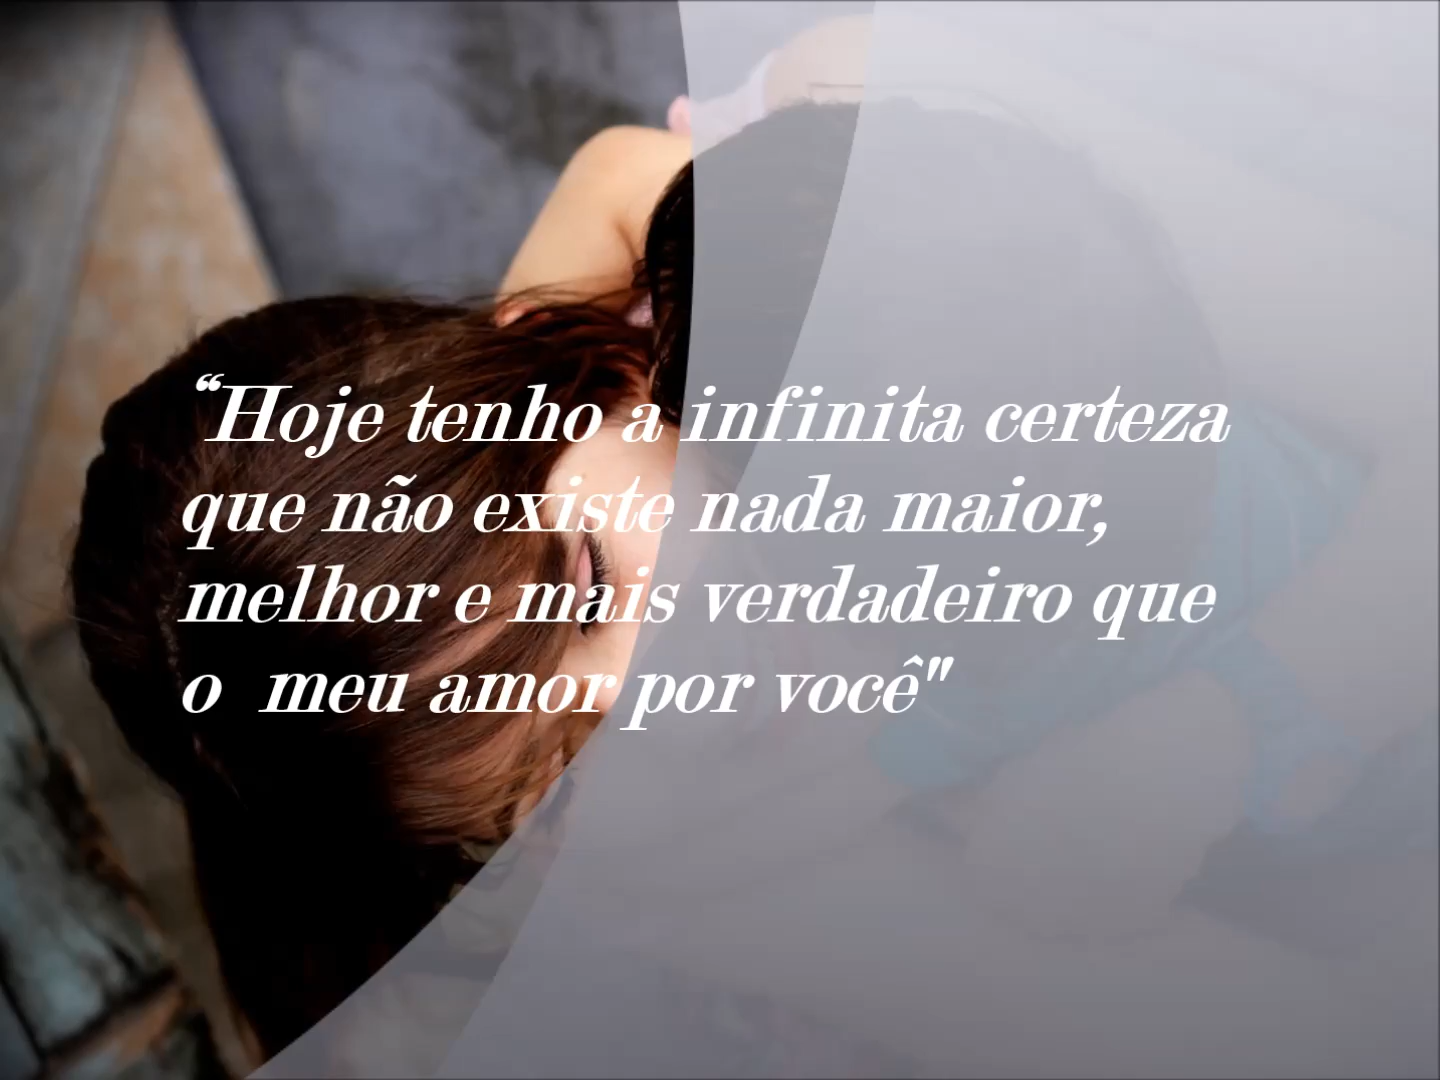 “Hoje tenho a infinita certeza
que não existe nada maior,
melhor e mais verdadeiro que
o meu amor por você"